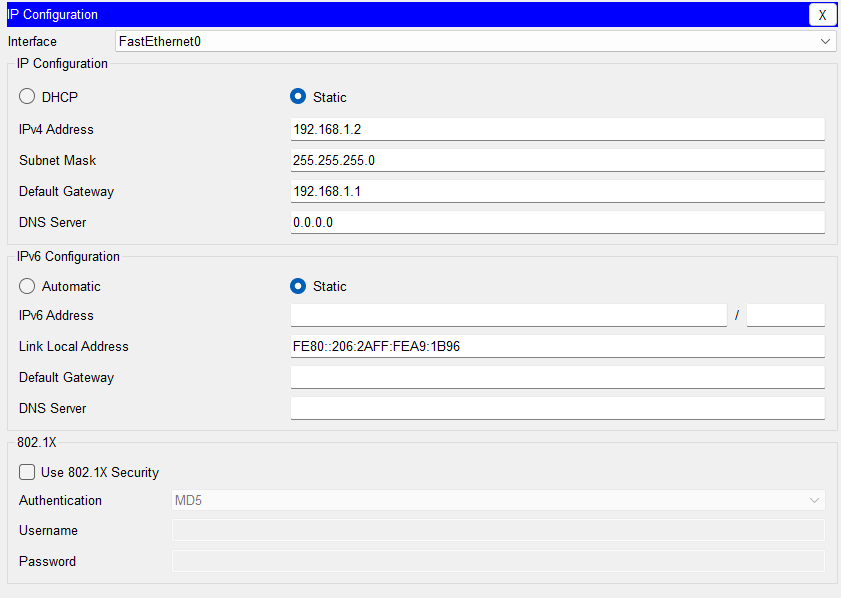 IP Configuration X
Interface FastEthernet0
IP Configuration
DHCP Static
IPv4 Address 192.168.1.2
Subnet Mask 255.255.255.0
Default Gateway 192.168.1.1
DNS Server 0.0.0.0
IPv6 Configuration
Automatic Static
IPv6 Address /
Link Local Address FE80::206:2AFF:FEA9:1B96
Default Gateway
DNS Server
802.1X
Use 802.1X Security
Authentication MD5
Username
Password